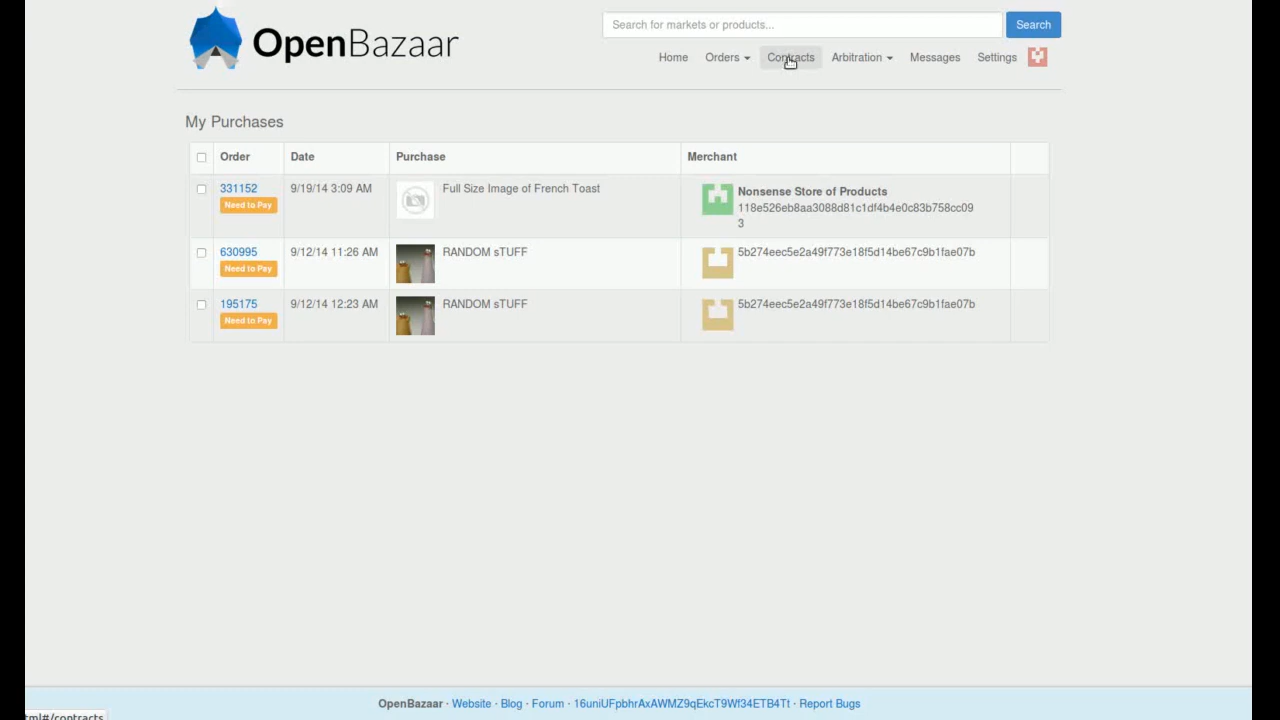 OpenBazaar
Search for markets or products...
Search
Home Orders Contracts Arbitration Messages Settings
My Purchases
Order Date Purchase Merchant
331152 9/19/14 3:09 AM Full Size Image of French Toast Nonsense Store of Products
Need to Pay 118e526eb8aa3088d81c1df4b4e0c83b758cc09
3
630995 9/12/14 11:26 AM RANDOM sTUFF 5b274eec5e2a49f773e18f5d14be67c9b1fae07b
Need to Pay
195175 9/12/14 12:23 AM RANDOM sTUFF 5b274eec5e2a49f773e18f5d14be67c9b1fae07b
Need to Pay
OpenBazaar · Website · Blog · Forum · 16uniUFpbhrAxAWMZ9qEkcT9Wf34ETB4Tt · Report Bugs
tml#/contracts